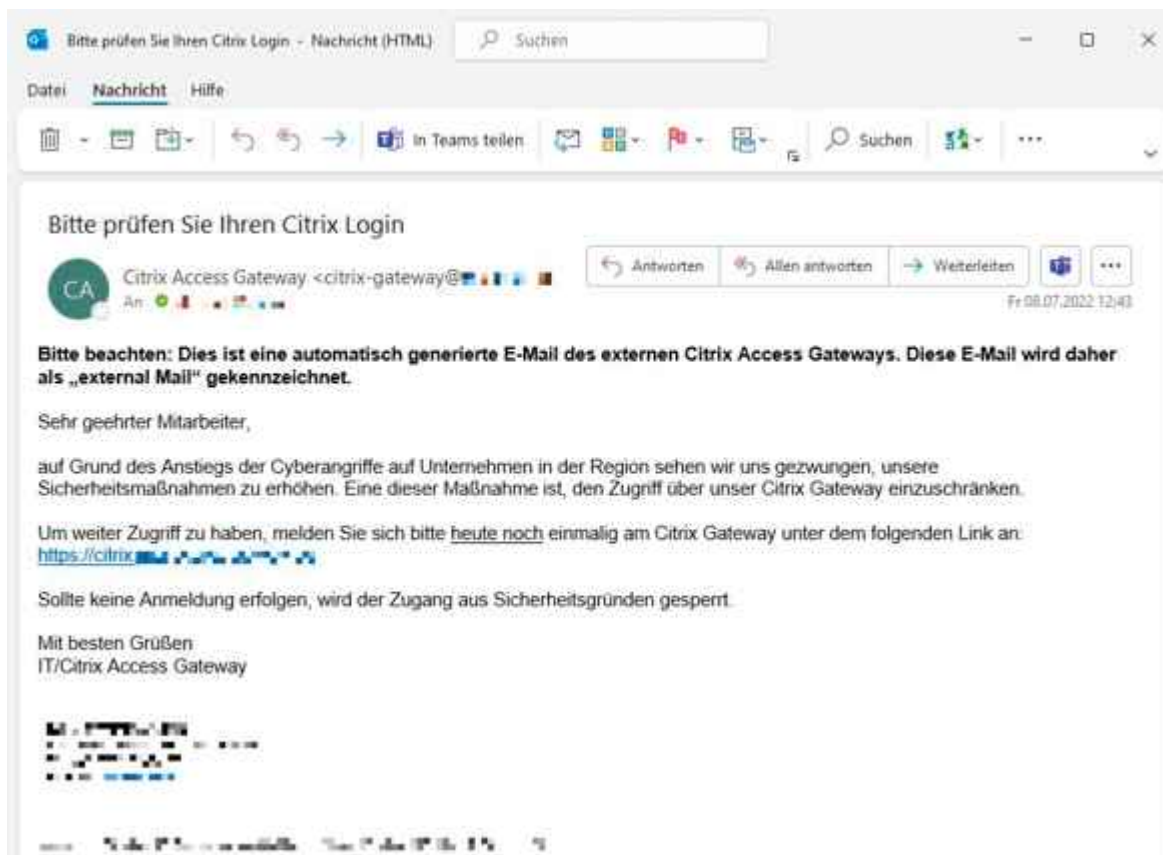 Bitte prüfen Sie Ihren Citrix Login - Nachricht (HTML)
Suchen
Datei Nachricht Hilfe
In Teams teilen
Suchen
Bitte prüfen Sie Ihren Citrix Login
CA
Citrix Access Gateway <citrix-gateway@
An
Antworten Allen antworten Weiterleiten
Fr 08.07.2022 12:43
Bitte beachten: Dies ist eine automatisch generierte E-Mail des externen Citrix Access Gateways. Diese E-Mail wird daher
als „external Mail“ gekennzeichnet.
Sehr geehrter Mitarbeiter,
auf Grund des Anstiegs der Cyberangriffe auf Unternehmen in der Region sehen wir uns gezwungen, unsere
Sicherheitsmaßnahmen zu erhöhen. Eine dieser Maßnahme ist, den Zugriff über unser Citrix Gateway einzuschränken.
Um weiter Zugriff zu haben, melden Sie sich bitte heute noch einmalig am Citrix Gateway unter dem folgenden Link an:
https://citrix.
Sollte keine Anmeldung erfolgen, wird der Zugang aus Sicherheitsgründen gesperrt.
Mit besten Grüßen
IT/Citrix Access Gateway